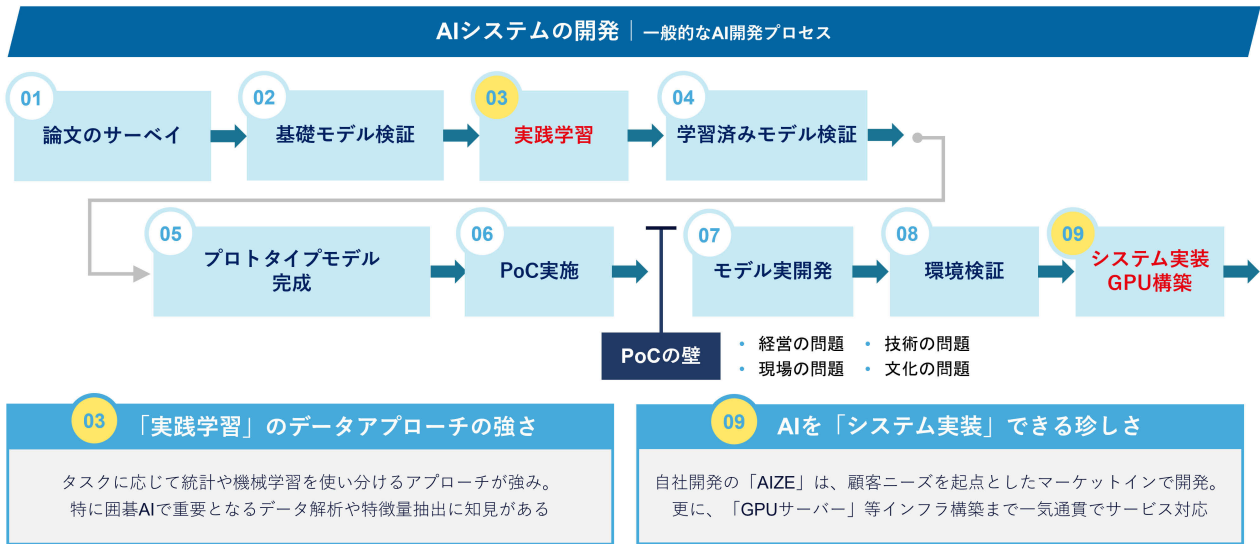 AIシステムの開発｜一般的なAI開発プロセス
01
論文のサーベイ
02
基礎モデル検証
03
実践学習
04
学習済みモデル検証
05
プロトタイプモデル
完成
06
PoC実施
07
モデル実開発
08
環境検証
09
システム実装
GPU構築
PoCの壁
・ 経営の問題 ・ 技術の問題
・ 現場の問題 ・ 文化の問題
03 「実践学習」のデータアプローチの強さ
タスクに応じて統計や機械学習を使い分けるアプローチが強み。
特に囲碁AIで重要となるデータ解析や特徴量抽出に知見がある
09 AIを「システム実装」できる珍しさ
自社開発の「AIZE」は、顧客ニーズを起点としたマーケットインで開発。
更に、「GPUサーバー」等インフラ構築まで一気通貫でサービス対応